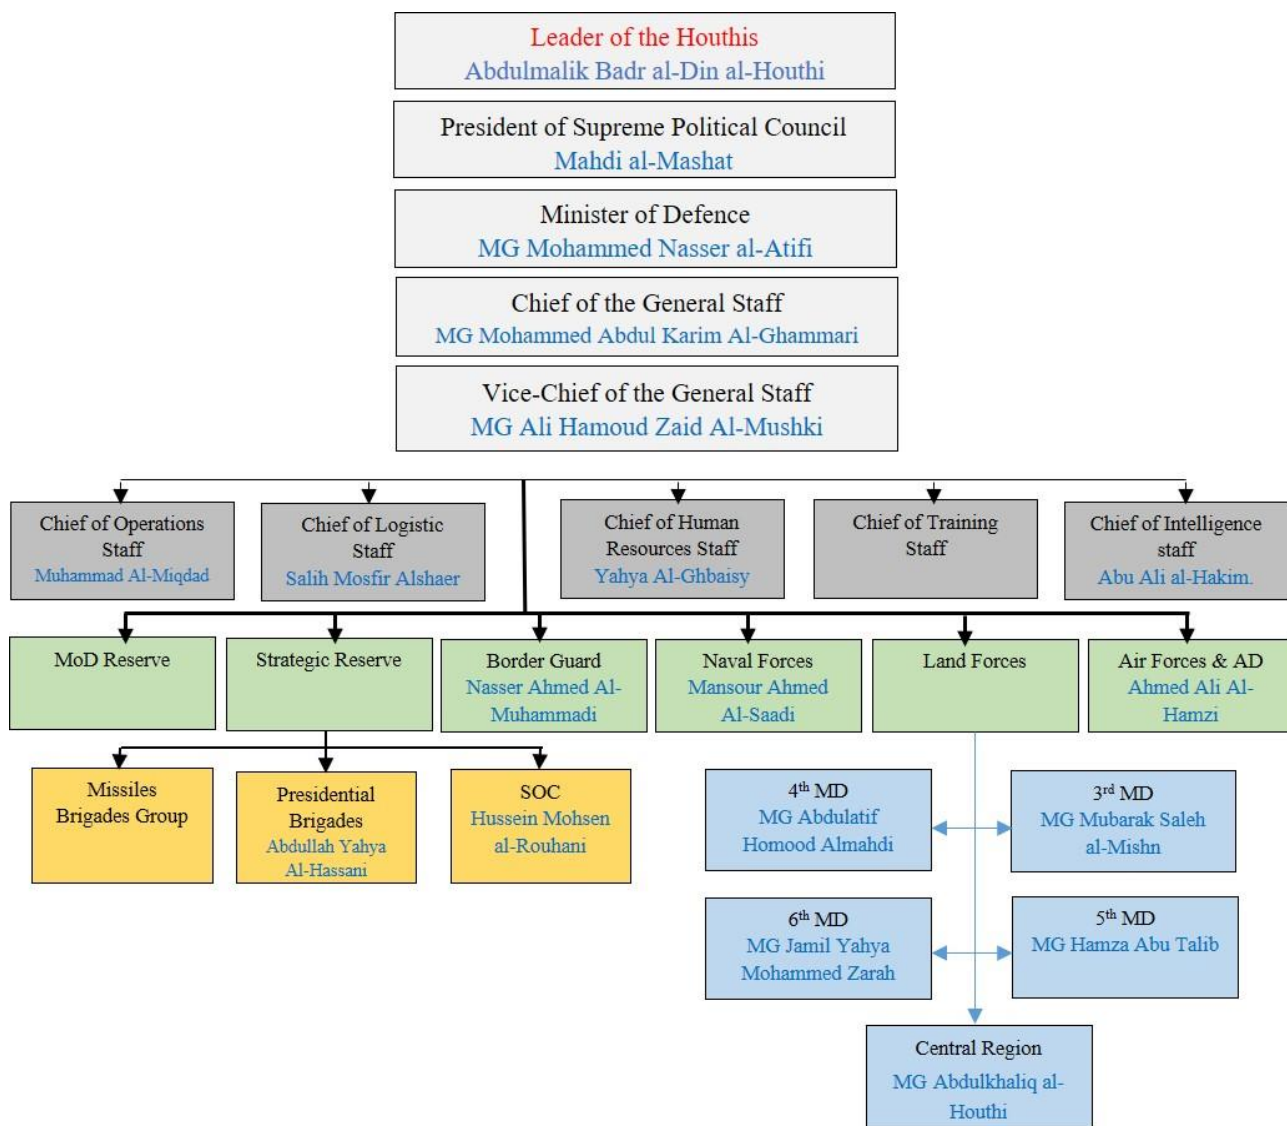 Leader of the Houthis
Abdulmalik Badr al-Din al-Houthi
President of Supreme Political Council
Mahdi al-Mashat
Minister of Defence
MG Mohammed Nasser al-Atifi
Chief of the General Staff
MG Mohammed Abdul Karim Al-Ghammari
Vice-Chief of the General Staff
MG Ali Hamoud Zaid Al-Mushki
Chief of Operations
Staff
Muhammad Al-Miqdad
Chief of Logistic
Staff
Salih Mosfir Alshaer
Chief of Human
Resources Staff
Yahya Al-Ghbaisy
Chief of Training
Staff
Chief of Intelligence
staff
Abu Ali al-Hakim.
MoD Reserve
Strategic Reserve
Border Guard
Nasser Ahmed Al-
Muhammadi
Naval Forces
Mansour Ahmed
Al-Saadi
Land Forces
Air Forces & AD
Ahmed Ali Al-
Hamzi
Missiles
Brigades Group
Presidential
Brigades
Abdullah Yahya
Al-Hassani
SOC
Hussein Mohsen
al-Rouhani
4th MD
MG Abdulatif
Homood Almahdi
3rd MD
MG Mubarak Saleh
al-Mishn
6th MD
MG Jamil Yahya
Mohammed Zarah
5th MD
MG Hamza Abu Talib
Central Region
MG Abdulkhaliq al-
Houthi